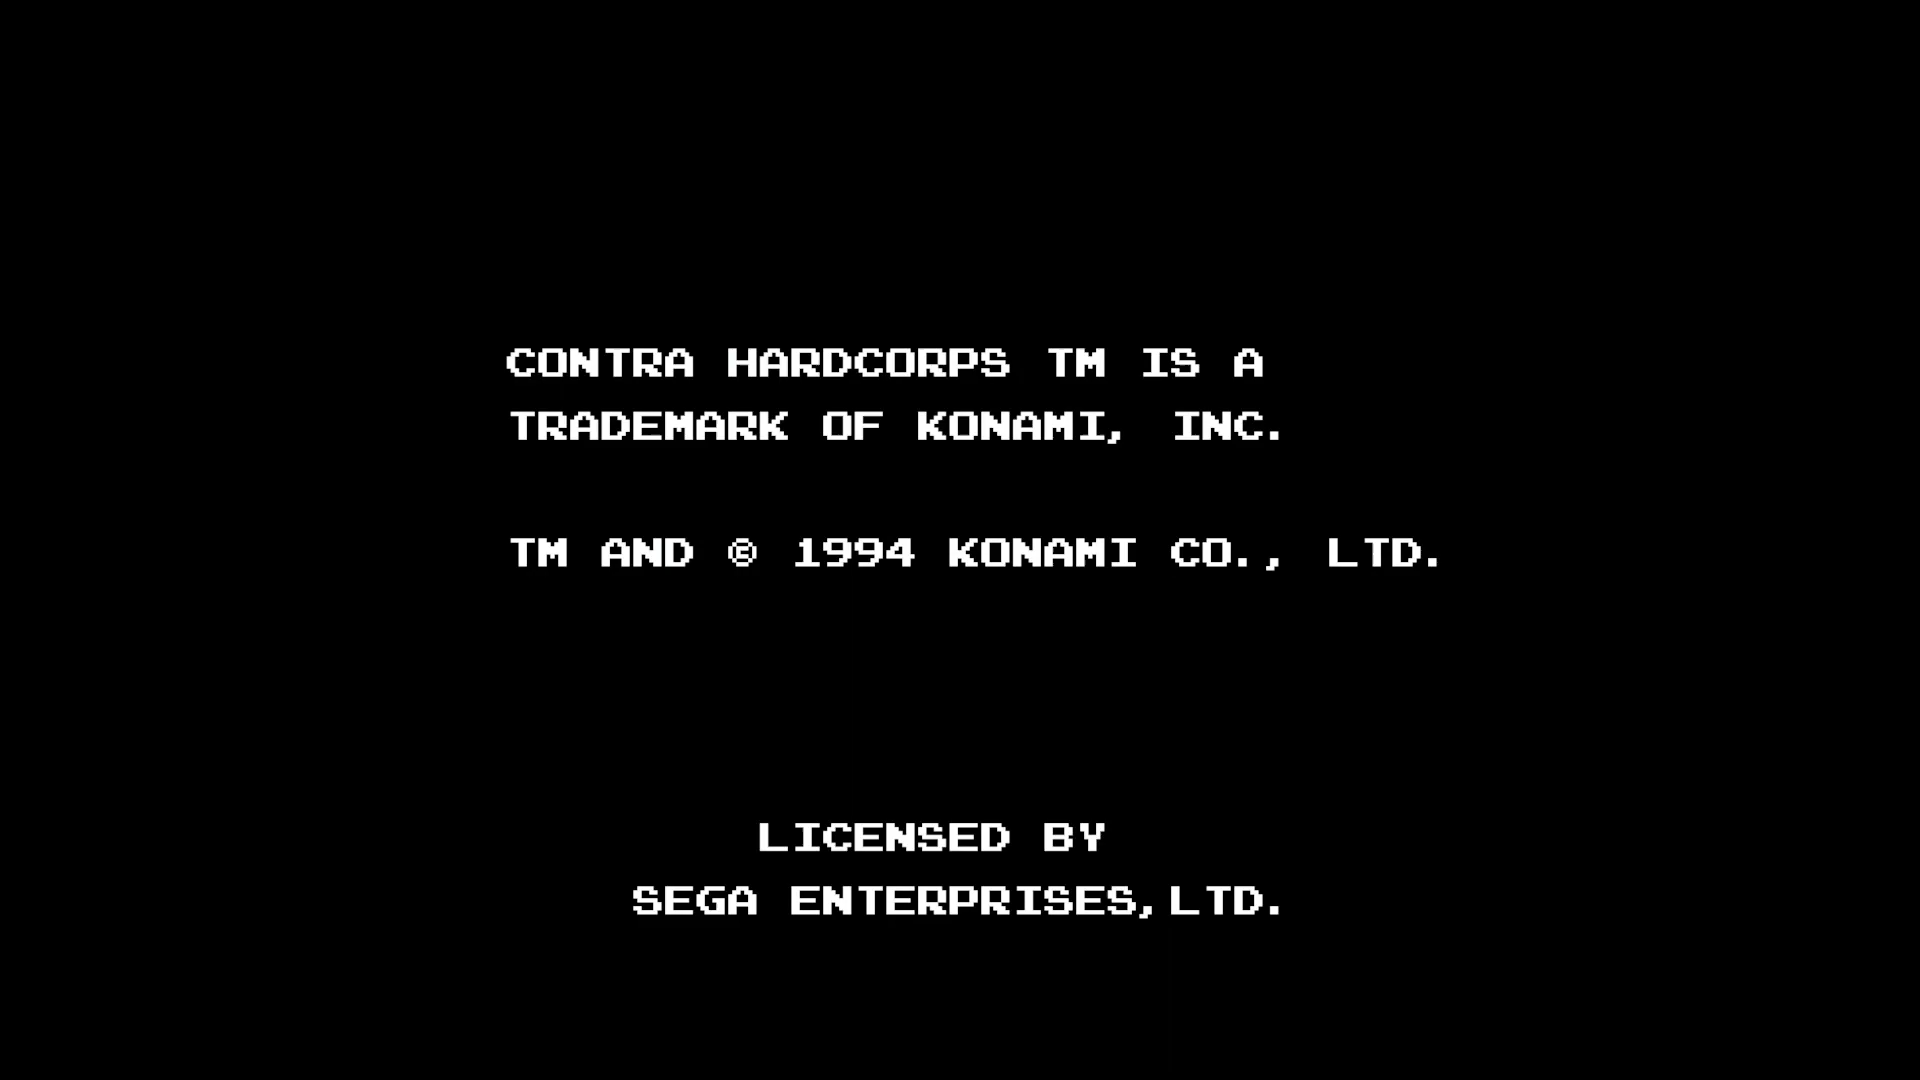 CONTRA HARDCORPS TM IS A
TRADEMARK OF KONAMI, INC.
TM AND © 1994 KONAMI CO., LTD.
LICENSED BY
SEGA ENTERPRISES,LTD.